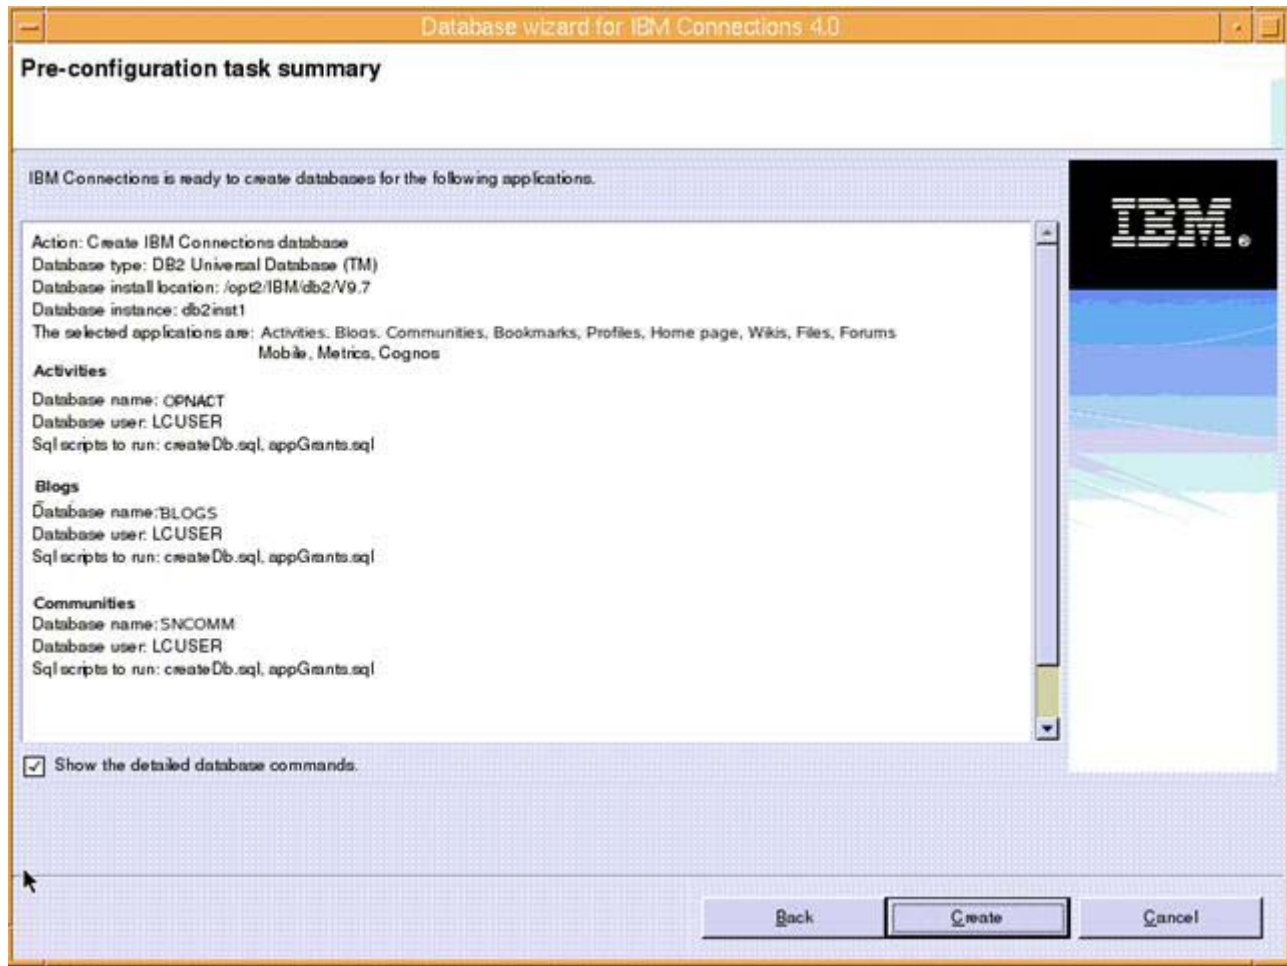 Database wizard for IBM Connections 4.0
Pre-configuration task summary
IBM Connections is ready to create databases for the following applications.
IBM.
Action: Create IBM Connections database
Database type: DB2 Universal Database (TM)
Database install location: /opt2/IBM/db2/V9.7
Database instance: db2inst1
The selected applications are: Activities. Blogs. Communities, Bookmarks, Profiles, Home page, Wikis, Files, Forums
Mobile, Metrics, Cognos
Activities
Database name: OPNACT
Database user: LCUSER
Sql scripts to run: createDb.sql, appGrants.sql
Blogs
Database name: BLOGS
Database user: LCUSER
Sql scripts to run: createDb.sql, appGrants.sql
Communities
Database name: SNCOMM
Database user: LCUSER
Sql scripts to run: createDb.sql, appGrants.sql
Show the detailed database commands.
Back Create Cancel